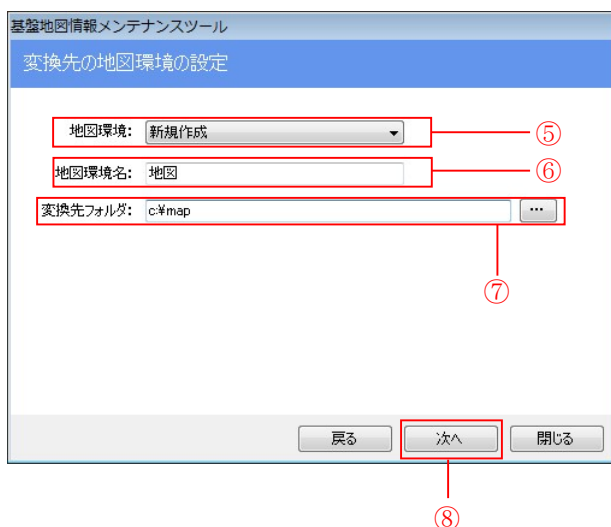 基盤地図情報メンテナンスツール
変換先の地図環境の設定
地図環境: 新規作成 ⑤
地図環境名: 地図 ⑥
変換先フォルダ: c:¥map ...
⑦
戻る 次へ 閉じる
⑧